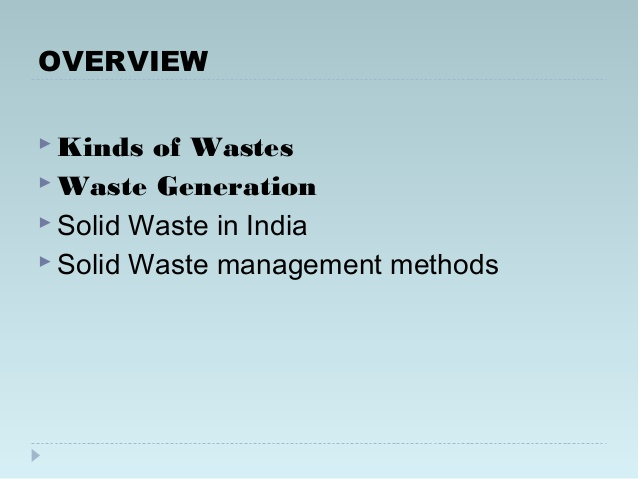 OVERVIEW
Kinds of Wastes
Waste Generation
Solid Waste in India
Solid Waste management methods